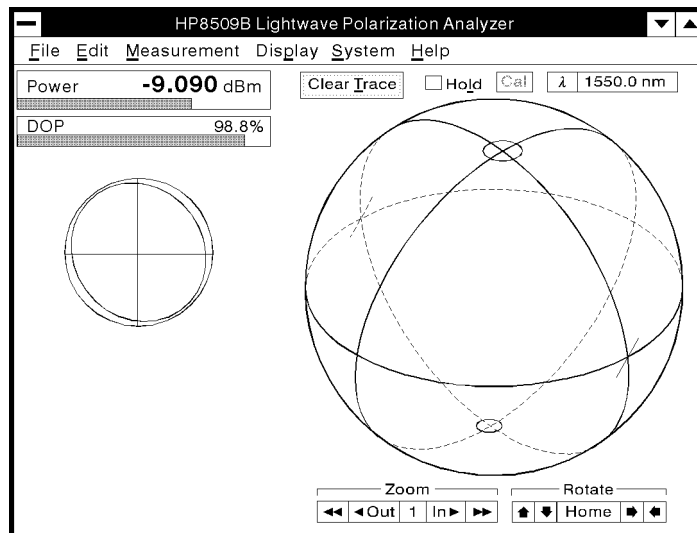 HP8509B Lightwave Polarization Analyzer
File Edit Measurement Display System Help
Power -9.090 dBm
Clear Trace Hold Cal λ 1550.0 nm
DOP 98.8%
Zoom Rotate
Out 1 In Home